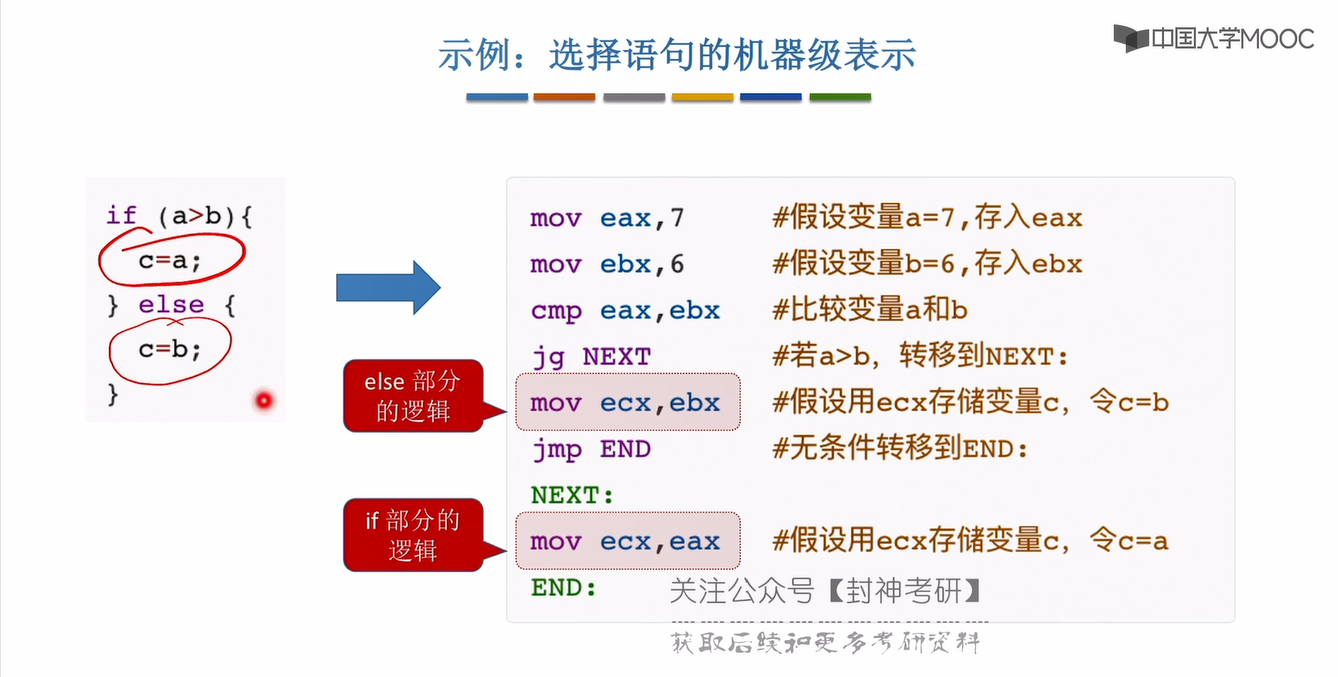 示例：选择语句的机器级表示
中国大学MOOC
if (a>b){
c=a;
} else {
c=b;
}
mov eax,7 #假设变量a=7,存入eax
mov ebx,6 #假设变量b=6,存入ebx
cmp eax,ebx #比较变量a和b
jg NEXT #若a>b，转移到NEXT:
else 部分
的逻辑
mov ecx,ebx #假设用ecx存储变量c，令c=b
jmp END #无条件转移到END:
NEXT:
if 部分的
逻辑
mov ecx,eax #假设用ecx存储变量c，令c=a
END:
关注公众号【封神考研】
获取后续和更多考研资料